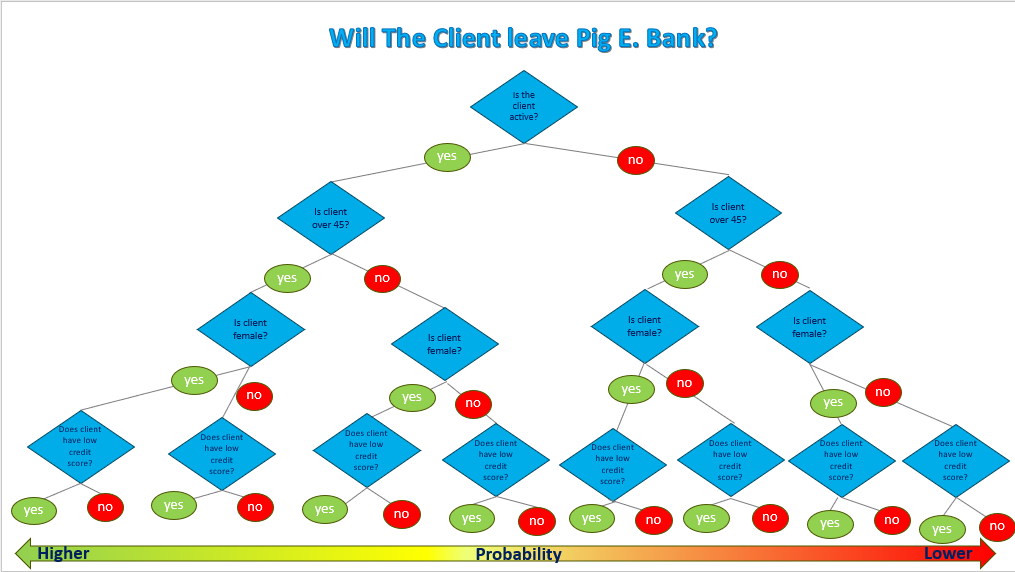 Will The Client leave Pig E. Bank?
Is the
client
active?
yes
no
Is client
over 45?
Is client
over 45?
yes
no
yes
no
Is client
female?
Is client
female?
Is client
female?
Is client
female?
yes
no
yes
no
yes
no
yes
no
Does client
have low
credit
score?
Does client
have low
credit
score?
Does client
have low
credit
score?
Does client
have low
credit
score?
Does client
have low
credit
score?
Does client
have low
credit
score?
Does client
have low
credit
score?
Does client
have low
credit
score?
yes
no
yes
no
yes
no
yes
no
yes
no
yes
no
yes
no
yes
no
Higher
Probability
Lower